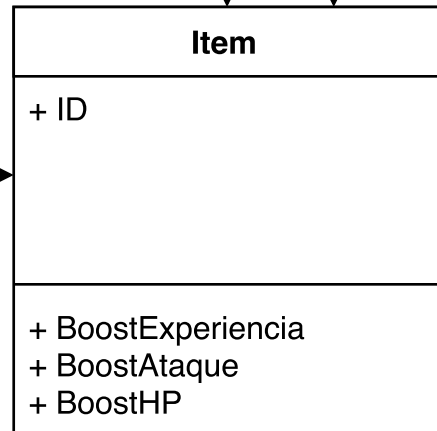 Item
+ ID
+ BoostExperiencia
+ BoostAtaque
+ BoostHP